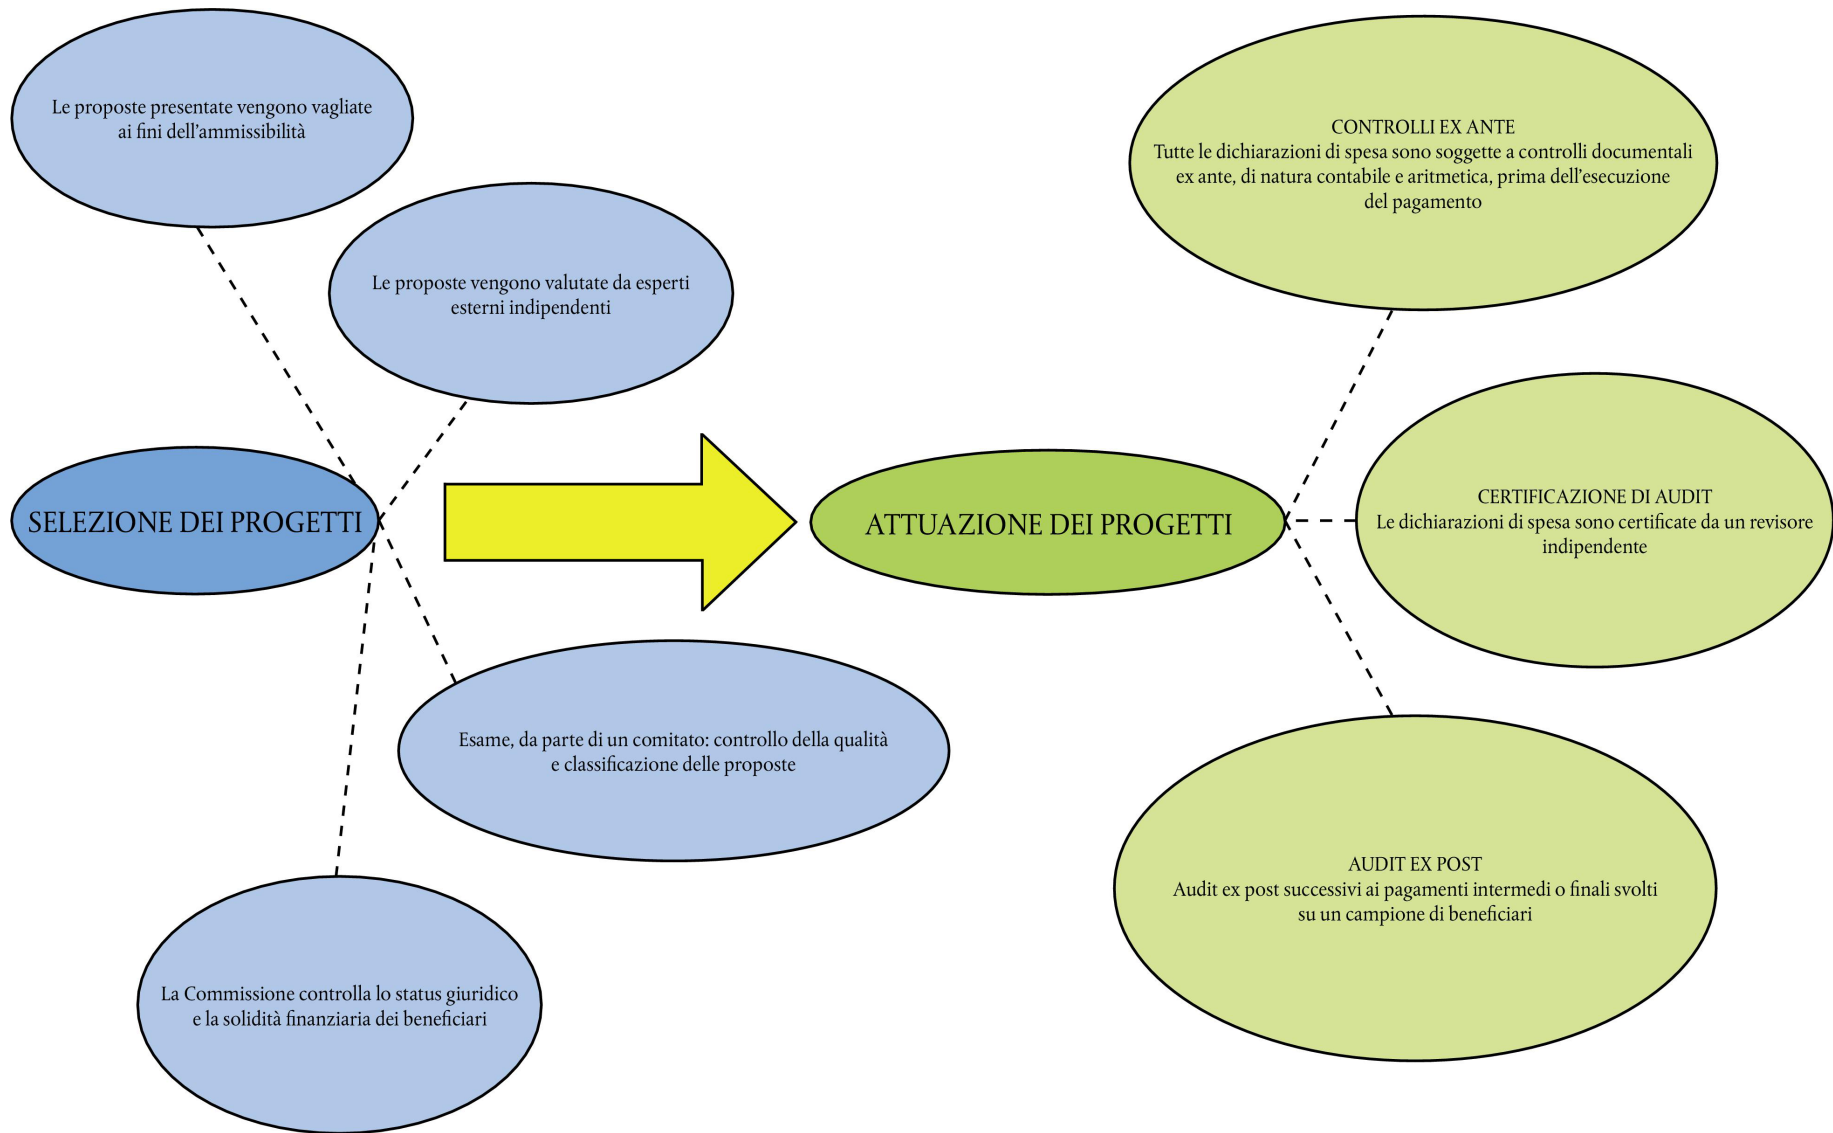 Le proposte presentate vengono vagliate
ai fini dell'ammissibilità
Le proposte vengono valutate da esperti
esterni indipendenti
SELEZIONE DEI PROGETTI
Esame, da parte di un comitato: controllo della qualità
e classificazione delle proposte
La Commissione controlla lo status giuridico
e la solidità finanziaria dei beneficiari
ATTUAZIONE DEI PROGETTI
CONTROLLI EX ANTE
Tutte le dichiarazioni di spesa sono soggette a controlli documentali
ex ante, di natura contabile e aritmetica, prima dell'esecuzione
del pagamento
CERTIFICAZIONE DI AUDIT
Le dichiarazioni di spesa sono certificate da un revisore
indipendente
AUDIT EX POST
Audit ex post successivi ai pagamenti intermedi o finali svolti
su un campione di beneficiari